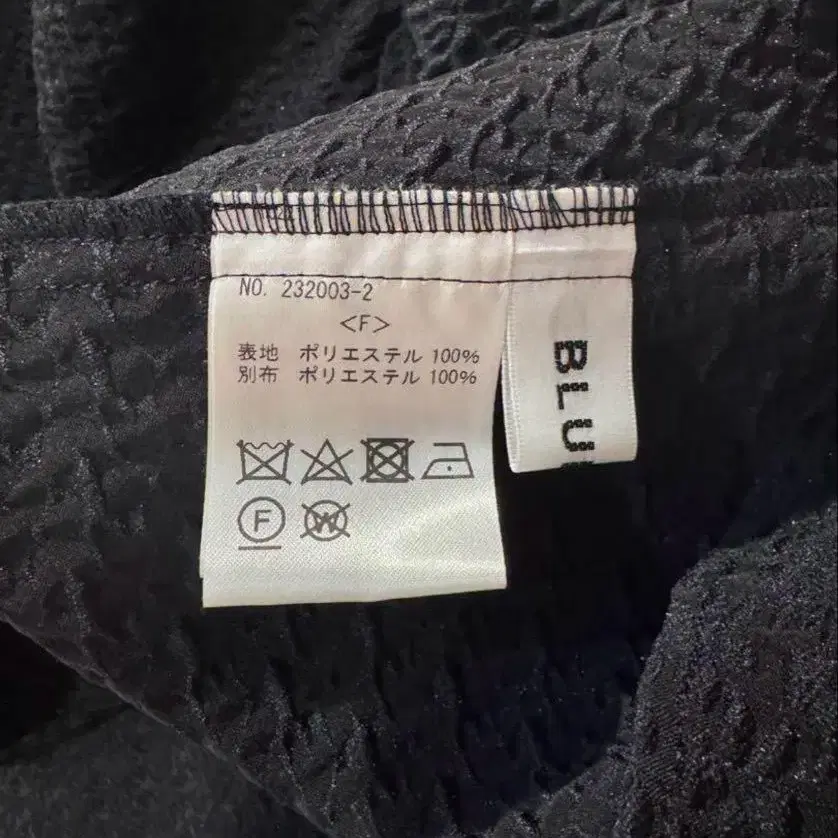 NO. 232003-2
<F>
表地 ポリエステル 100%
別布 ポリエステル 100%
F
W
BLU